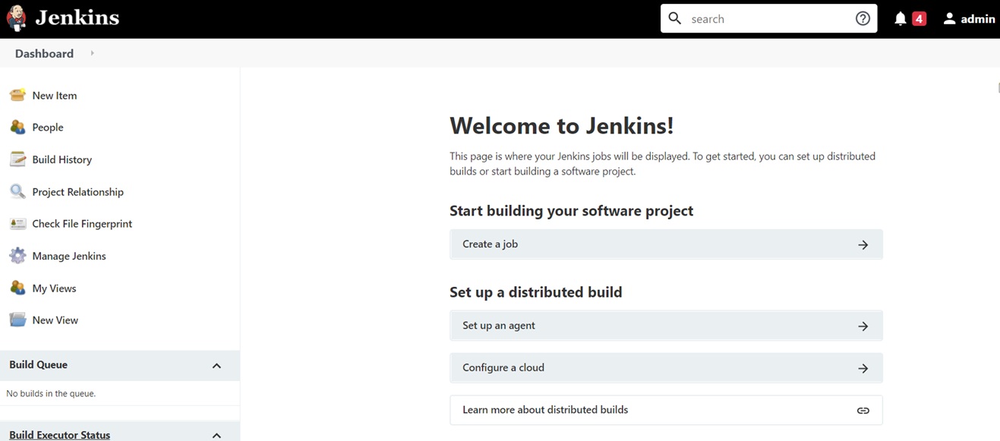 Jenkins
search
4
admin
Dashboard
New Item
People
Build History
Project Relationship
Check File Fingerprint
Manage Jenkins
My Views
New View
Build Queue
No builds in the queue.
Build Executor Status
Welcome to Jenkins!
This page is where your Jenkins jobs will be displayed. To get started, you can set up distributed
builds or start building a software project.
Start building your software project
Create a job
Set up a distributed build
Set up an agent
Configure a cloud
Learn more about distributed builds